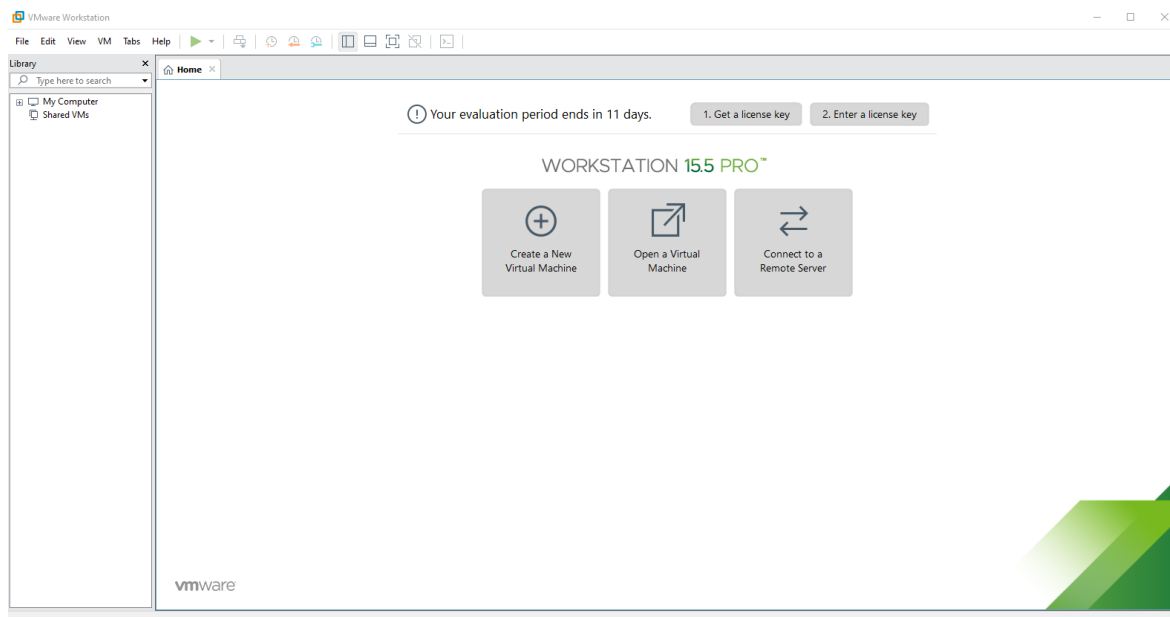 VMware Workstation
File Edit View VM Tabs Help
Library
Type here to search
My Computer
Shared VMs
Home
Your evaluation period ends in 11 days.
1. Get a license key
2. Enter a license key
WORKSTATION 15.5 PRO™
Create a New
Virtual Machine
Open a Virtual
Machine
Connect to a
Remote Server
vmware